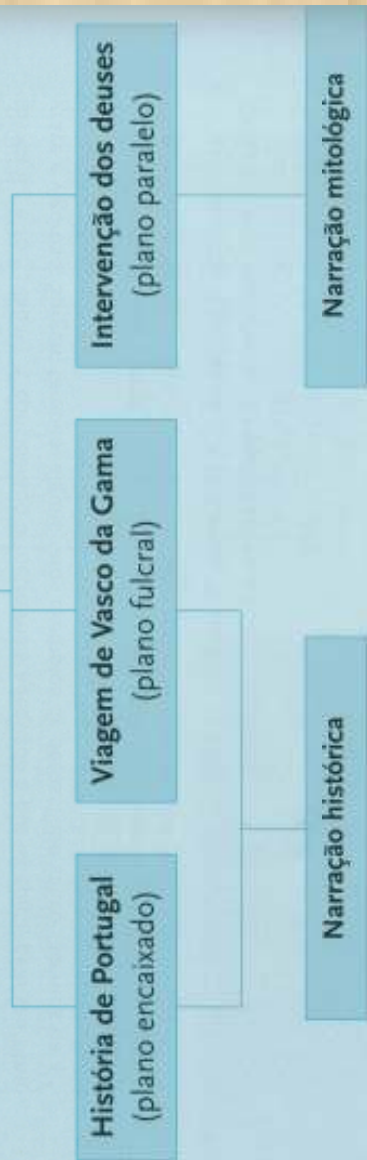 História de Portugal
(plano encaixado)
Viagem de Vasco da Gama
(plano fulcral)
Intervenção dos deuses
(plano paralelo)
Narração histórica
Narração mitológica